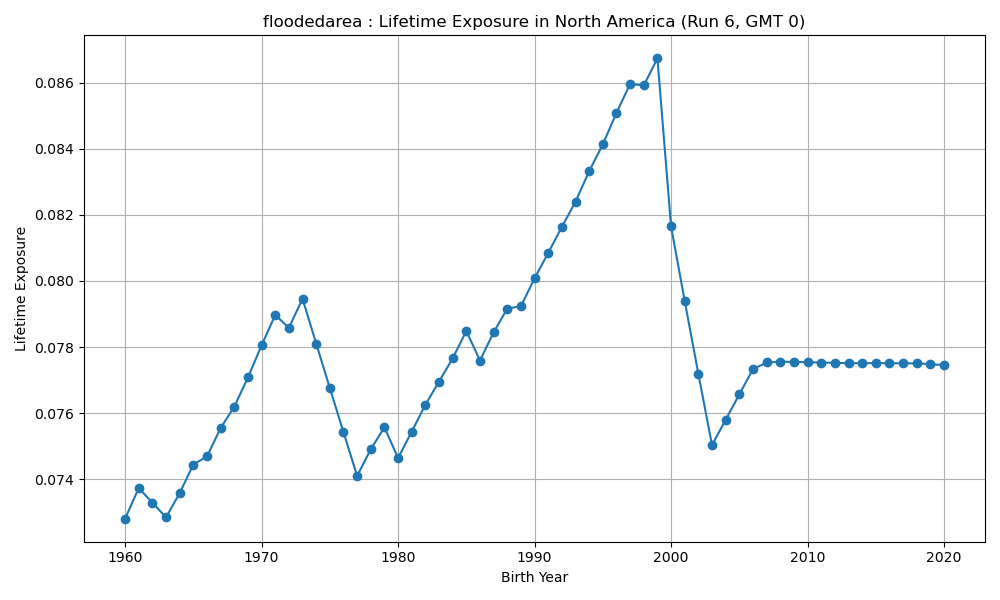 floodedarea : Lifetime Exposure in North America (Run 6, GMT 0)
Lifetime Exposure
0.086
0.084
0.082
0.080
0.078
0.076
0.074
1960 1970 1980 1990 2000 2010 2020
Birth Year